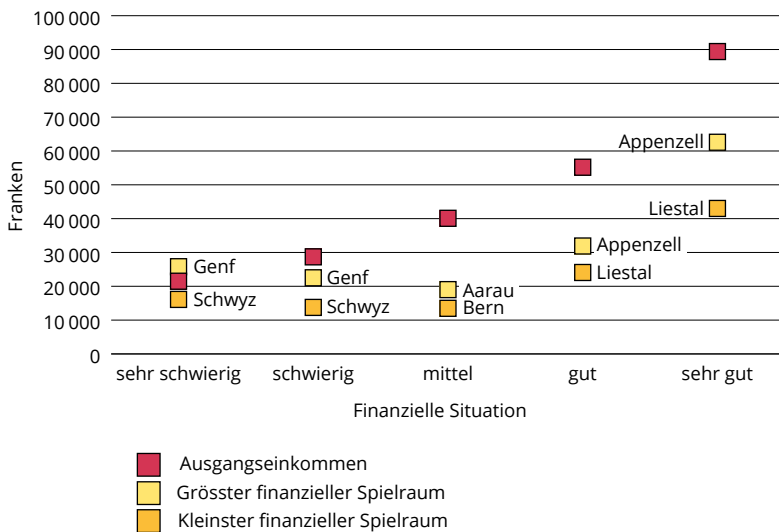 100 000
90 000
80 000
70 000
60 000
50 000
40 000
30 000
20 000
10 000
0
Franken
Appenzell
Liestal
Appenzell
Liestal
Genf
Schwyz
Genf
Schwyz
Aarau
Bern
sehr schwierig
schwierig
mittel
gut
sehr gut
Finanzielle Situation
Ausgangseinkommen
Grösster finanzieller Spielraum
Kleinster finanzieller Spielraum